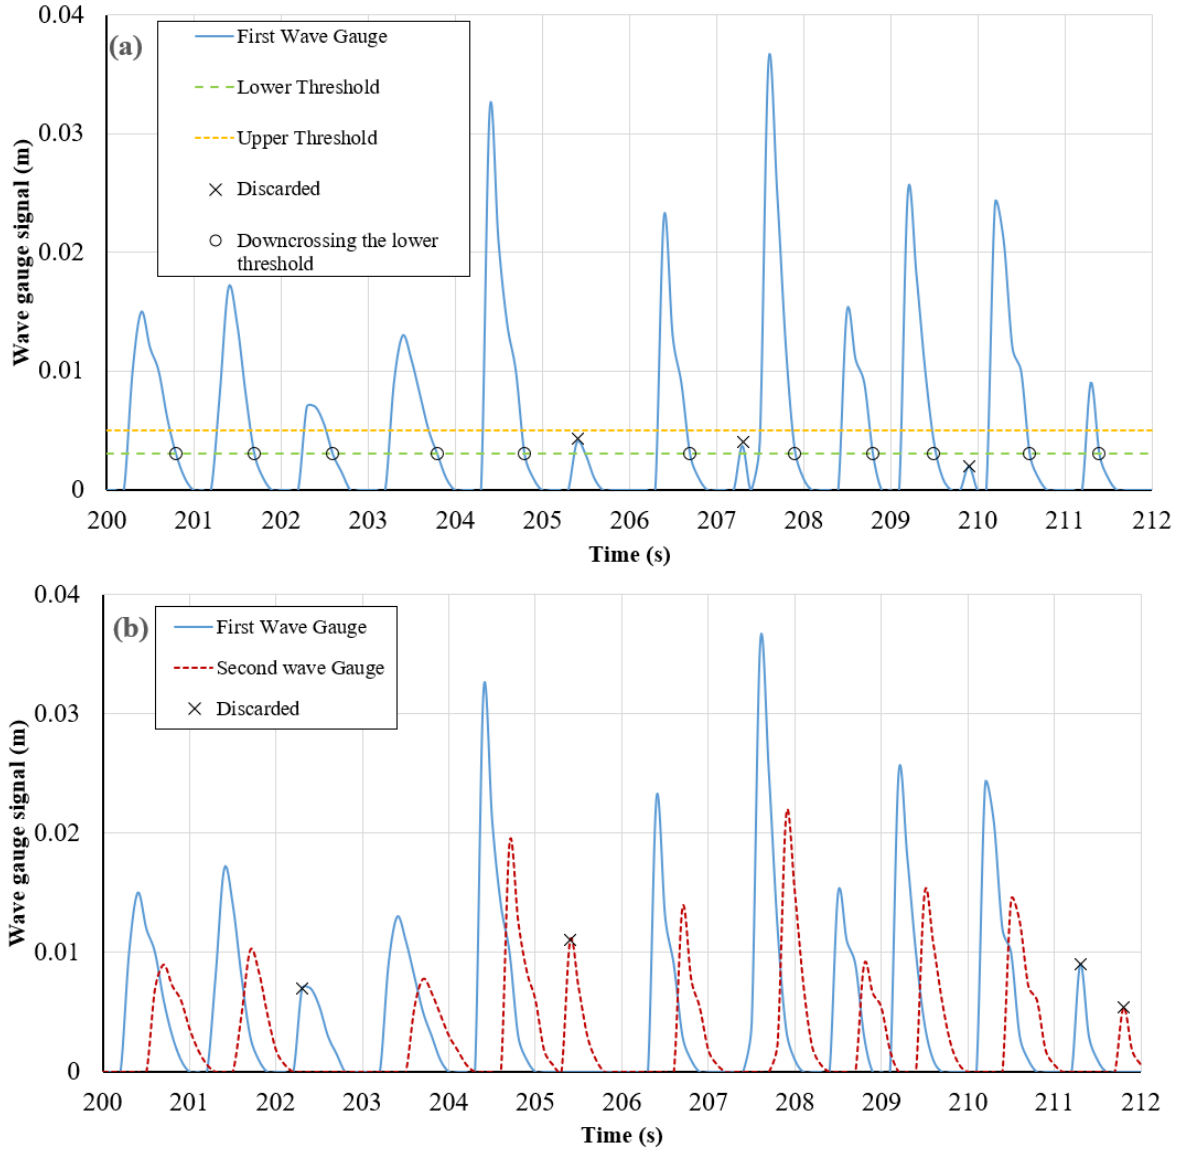 (a)
First Wave Gauge
Lower Threshold
Upper Threshold
Discarded
Downcrossing the lower
threshold
Wave gauge signal (m)
0.04
0.03
0.02
0.01
0
200 201 202 203 204 205 206 207 208 209 210 211 212
Time (s)
(b)
First Wave Gauge
Second wave Gauge
Discarded
Wave gauge signal (m)
0.04
0.03
0.02
0.01
0
200 201 202 203 204 205 206 207 208 209 210 211 212
Time (s)